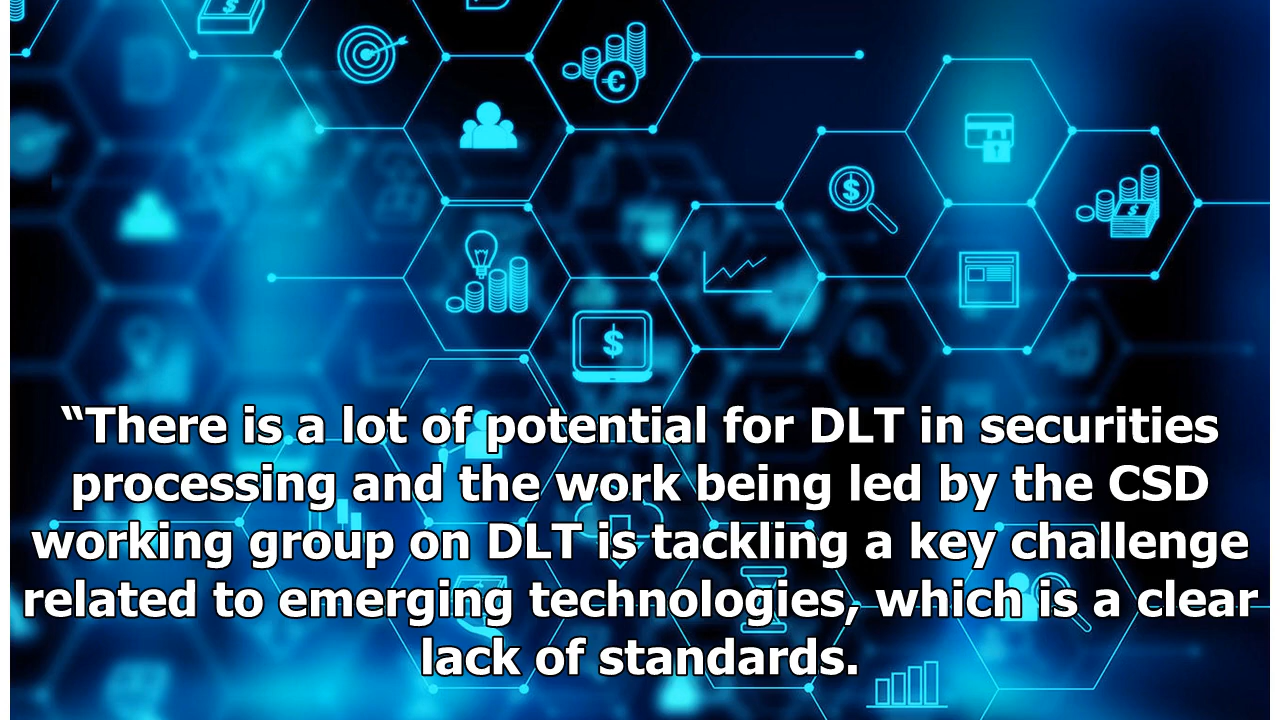 “There is a lot of potential for DLT in securities
processing and the work being led by the CSD
working group on DLT is tackling a key challenge
related to emerging technologies, which is a clear
lack of standards.